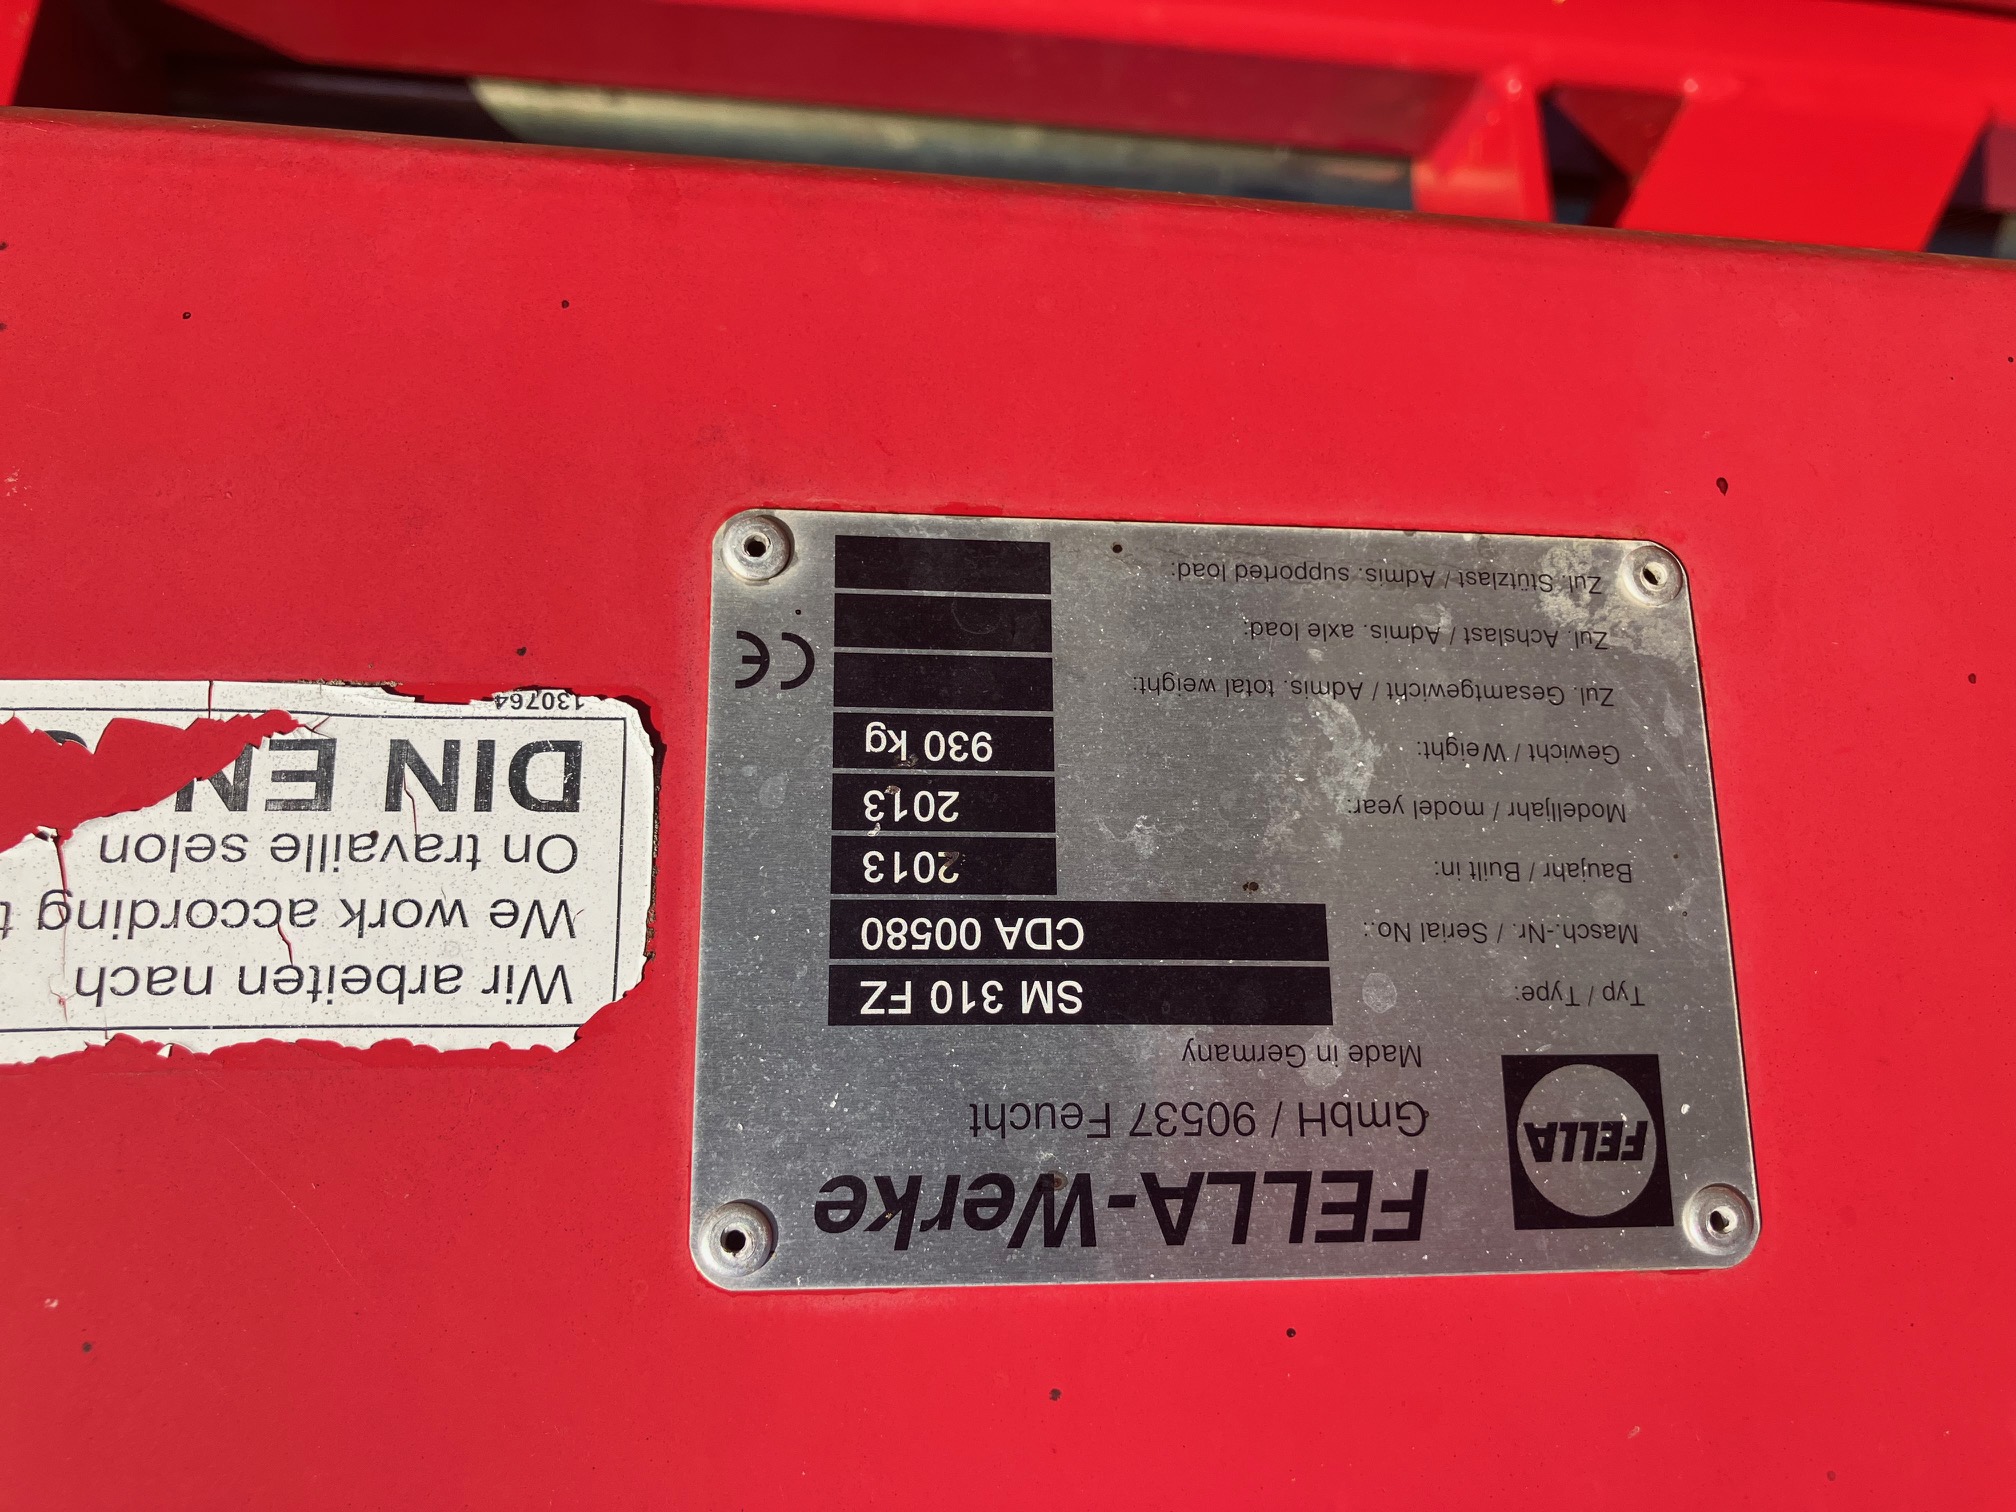 FELLA
FELLA-Werke
GmbH / 90537 Feucht
Made in Germany
Typ / Type: SM 310 FZ
Masch.-Nr. / Serial No.: CDA 00580
Baujahr / Built in: 2013
Modelljahr / model year: 2013
Gewicht / Weight: 930 kg
Zul. Gesamtgewicht / Admis. total weight:
Zul. Achslast / Admis. axle load:
Zul. Stützlast / Admis. supported load:
CE
Wir arbeiten nach
We work according
On travaille selon
DIN EN
130764